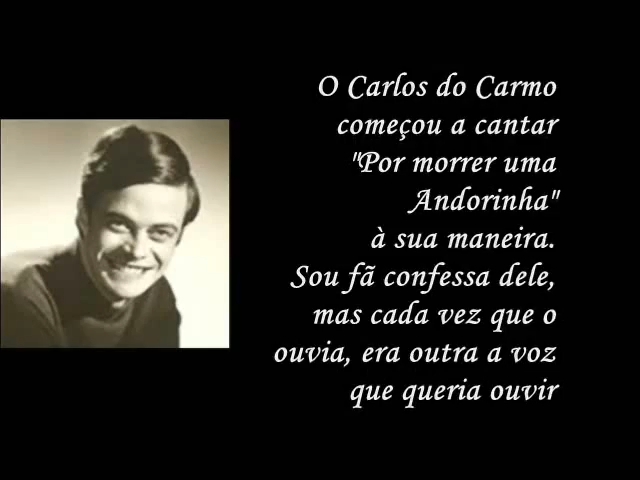 O Carlos do Carmo
começou a cantar
"Por morrer uma
Andorinha"
à sua maneira.
Sou fã confessa dele,
mas cada vez que o
ouvia, era outra a voz
que queria ouvir